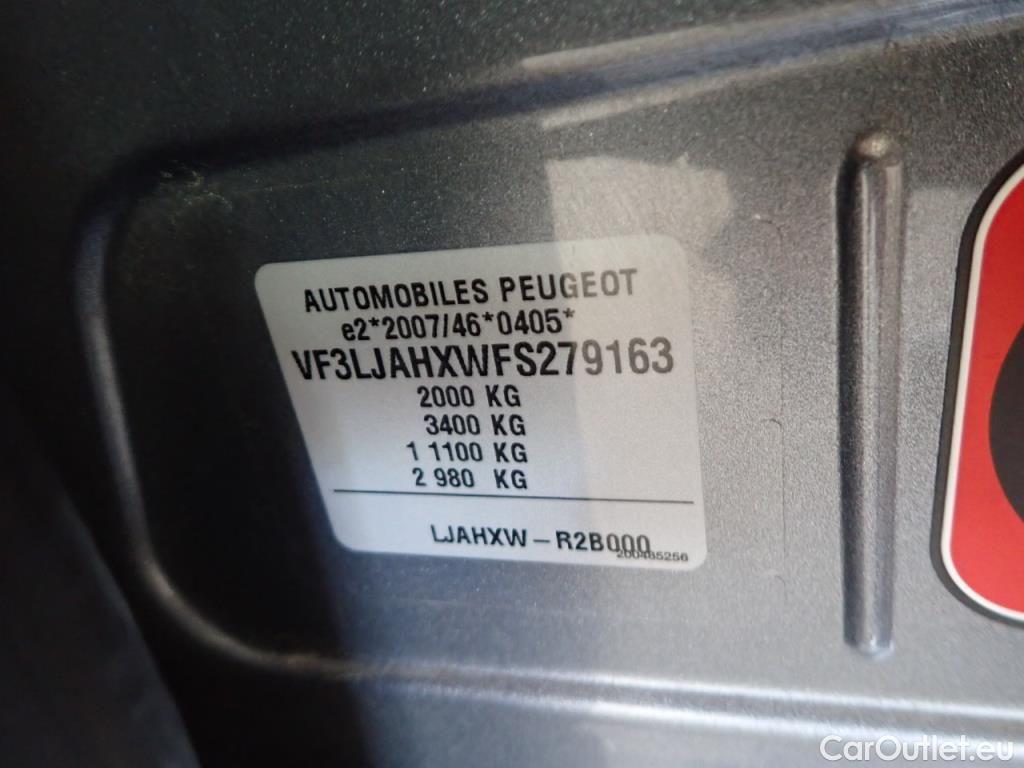 AUTOMOBILES PEUGEOT
e2*2007/46*0405*
VF3LJAHXWFS279163
2000 KG
3400 KG
1 1100 KG
2 980 KG
LJAHXW-R2B000
200485256
CarOutlet.eu